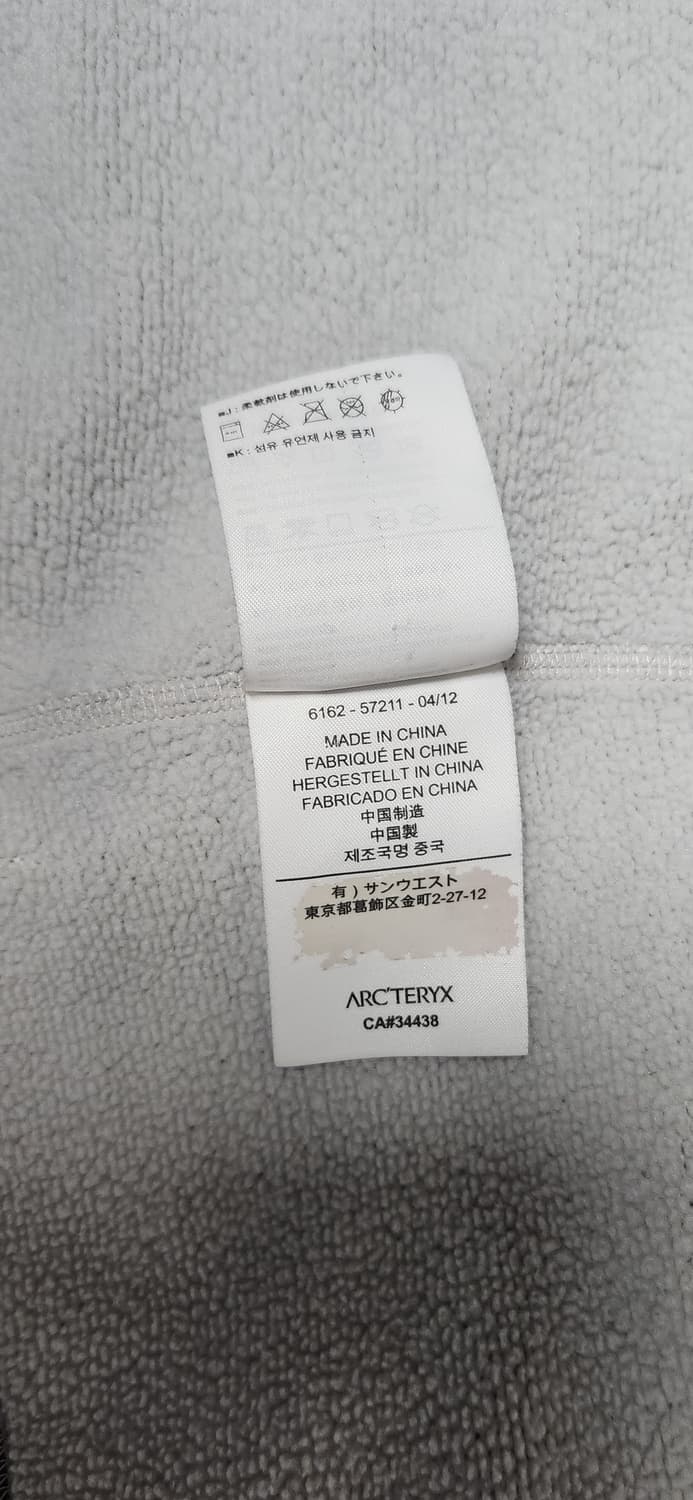 ■J : 柔軟剤は使用しないで下さい。
■K : 섬유 유연제 사용 금지
6162 - 57211 - 04/12
MADE IN CHINA
FABRIQUÉ EN CHINE
HERGESTELLT IN CHINA
FABRICADO EN CHINA
中国制造
中国製
제조국명 중국
有 ) サンウエスト
東京都葛飾区金町2-27-12
ARC'TERYX
CA#34438